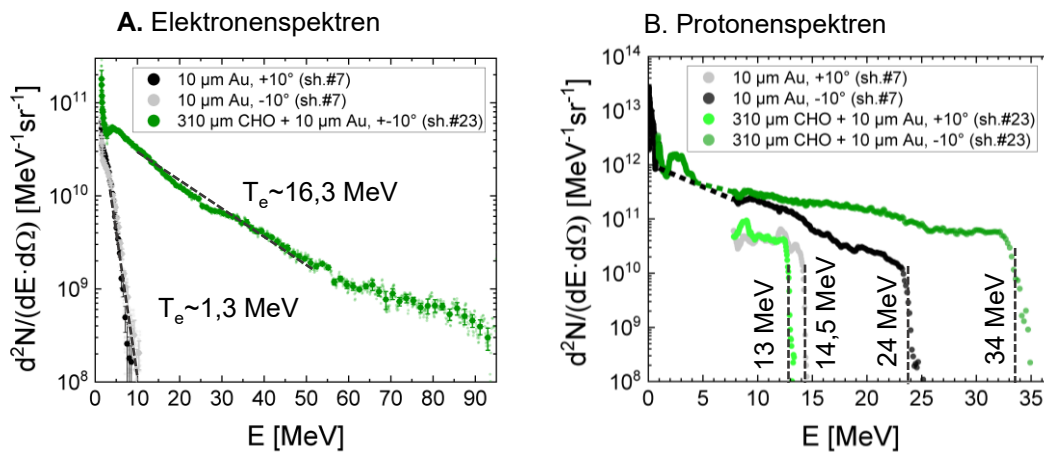 A. Elektronenspektren
10 µm Au, +10° (sh.#7)
10 µm Au, -10° (sh.#7)
310 µm CHO + 10 µm Au, +-10° (sh.#23)
10¹¹
10¹⁰
10⁹
10⁸
d²N/(dE·dΩ) [MeV⁻¹sr⁻¹]
Tₑ~16,3 MeV
Tₑ~1,3 MeV
0 10 20 30 40 50 60 70 80 90
E [MeV]
B. Protonenspektren
10 µm Au, +10° (sh.#7)
10 µm Au, -10° (sh.#7)
310 µm CHO + 10 µm Au, +10° (sh.#23)
310 µm CHO + 10 µm Au, -10° (sh.#23)
10¹⁴
10¹³
10¹²
10¹¹
10¹⁰
10⁹
10⁸
d²N/(dE·dΩ) [MeV⁻¹sr⁻¹]
13 MeV
14,5 MeV
24 MeV
34 MeV
0 5 10 15 20 25 30 35
E [MeV]